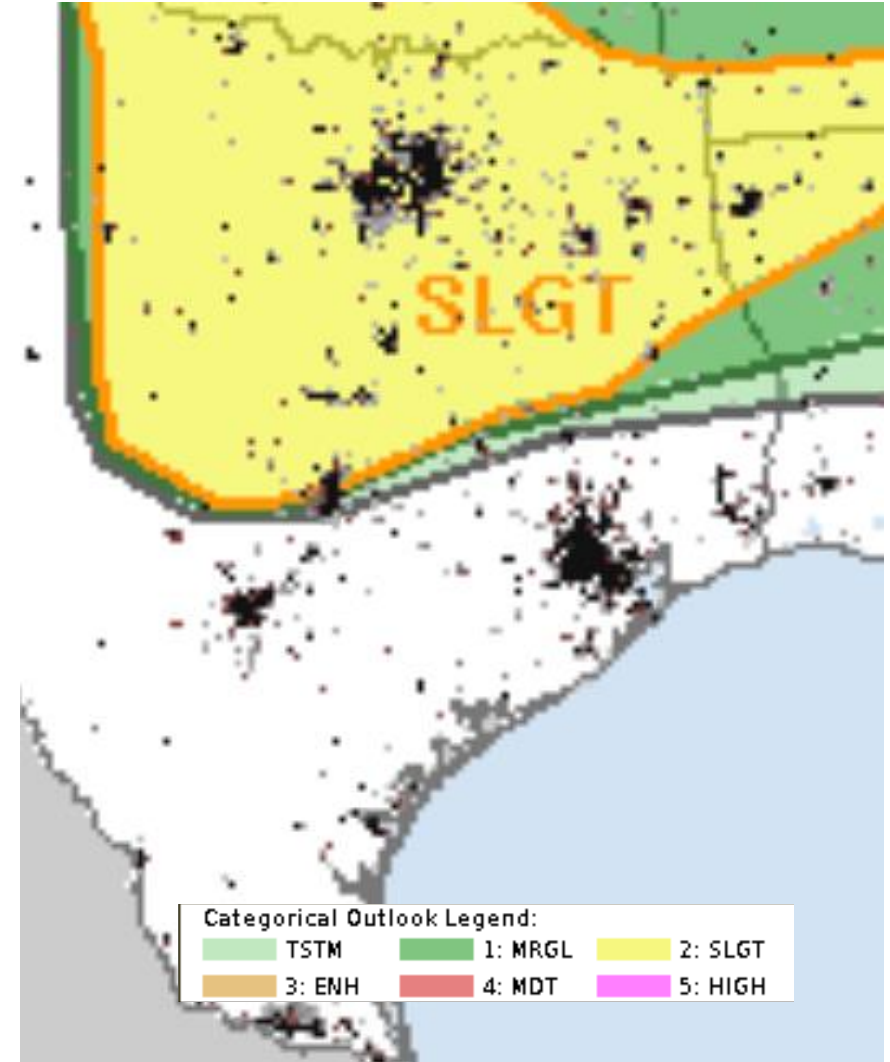 SLGT
Categorical Outlook Legend:
TSTM 1: MRGL 2: SLGT
3: ENH 4: MDT 5: HIGH